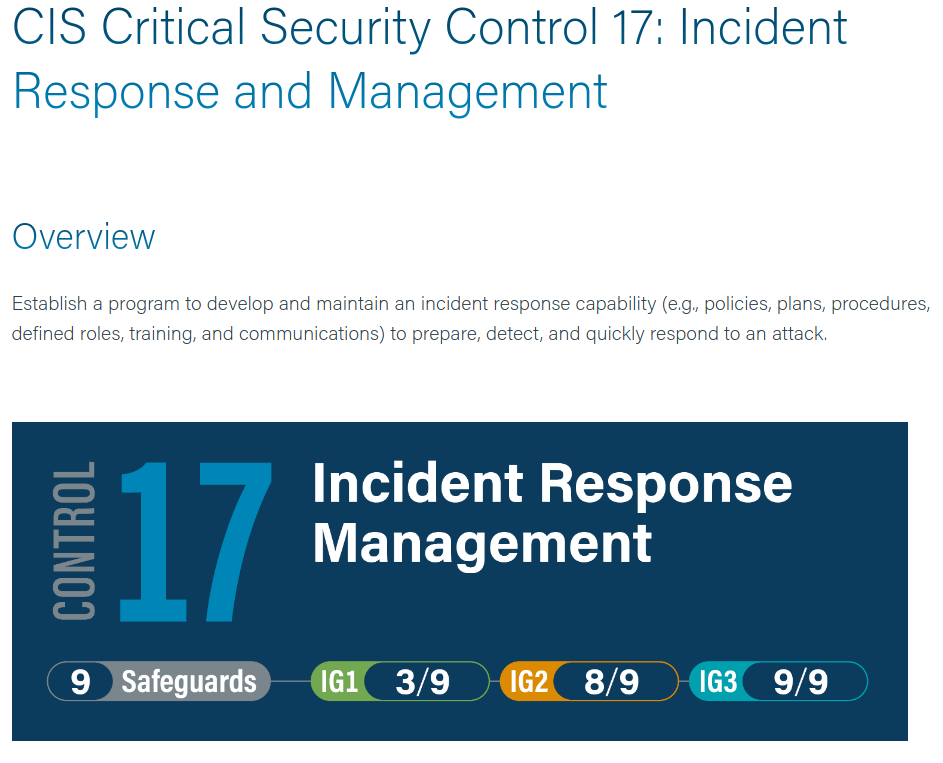 CIS Critical Security Control 17: Incident
Response and Management
Overview
Establish a program to develop and maintain an incident response capability (e.g., policies, plans, procedures,
defined roles, training, and communications) to prepare, detect, and quickly respond to an attack.
CONTROL
17
Incident Response
Management
9 Safeguards IG1 3/9 IG2 8/9 IG3 9/9